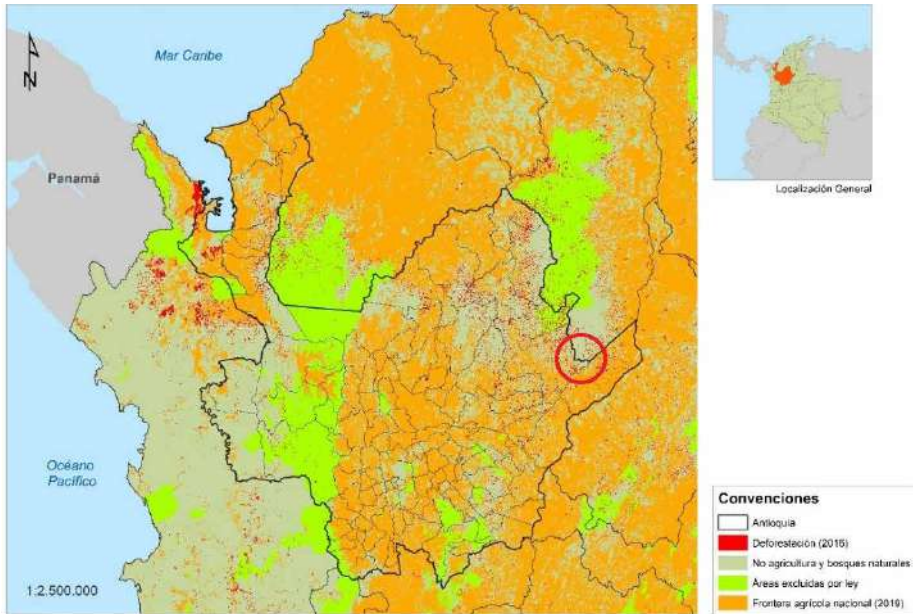 N
Mar Caribe
Panamá
Océano
Pacífico
1:2.500.000
Localización General
Convenciones
Antioquia
Deforestación (2016)
No agricultura y bosques naturales
Áreas excluidas por ley
Frontera agrícola nacional (2019)